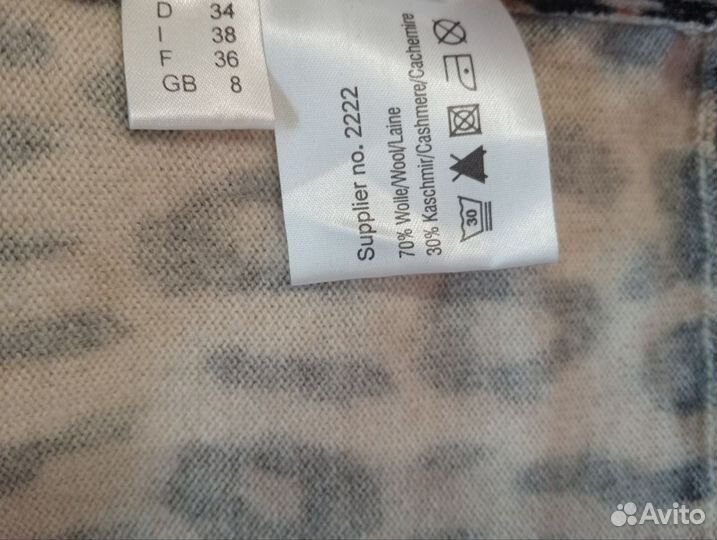 D 34
I 38
F 36
GB 8
Supplier no. 2222
70% Wolle/Wool/Laine
30% Kaschmir/Cashmere/Cachemire
30
Avito